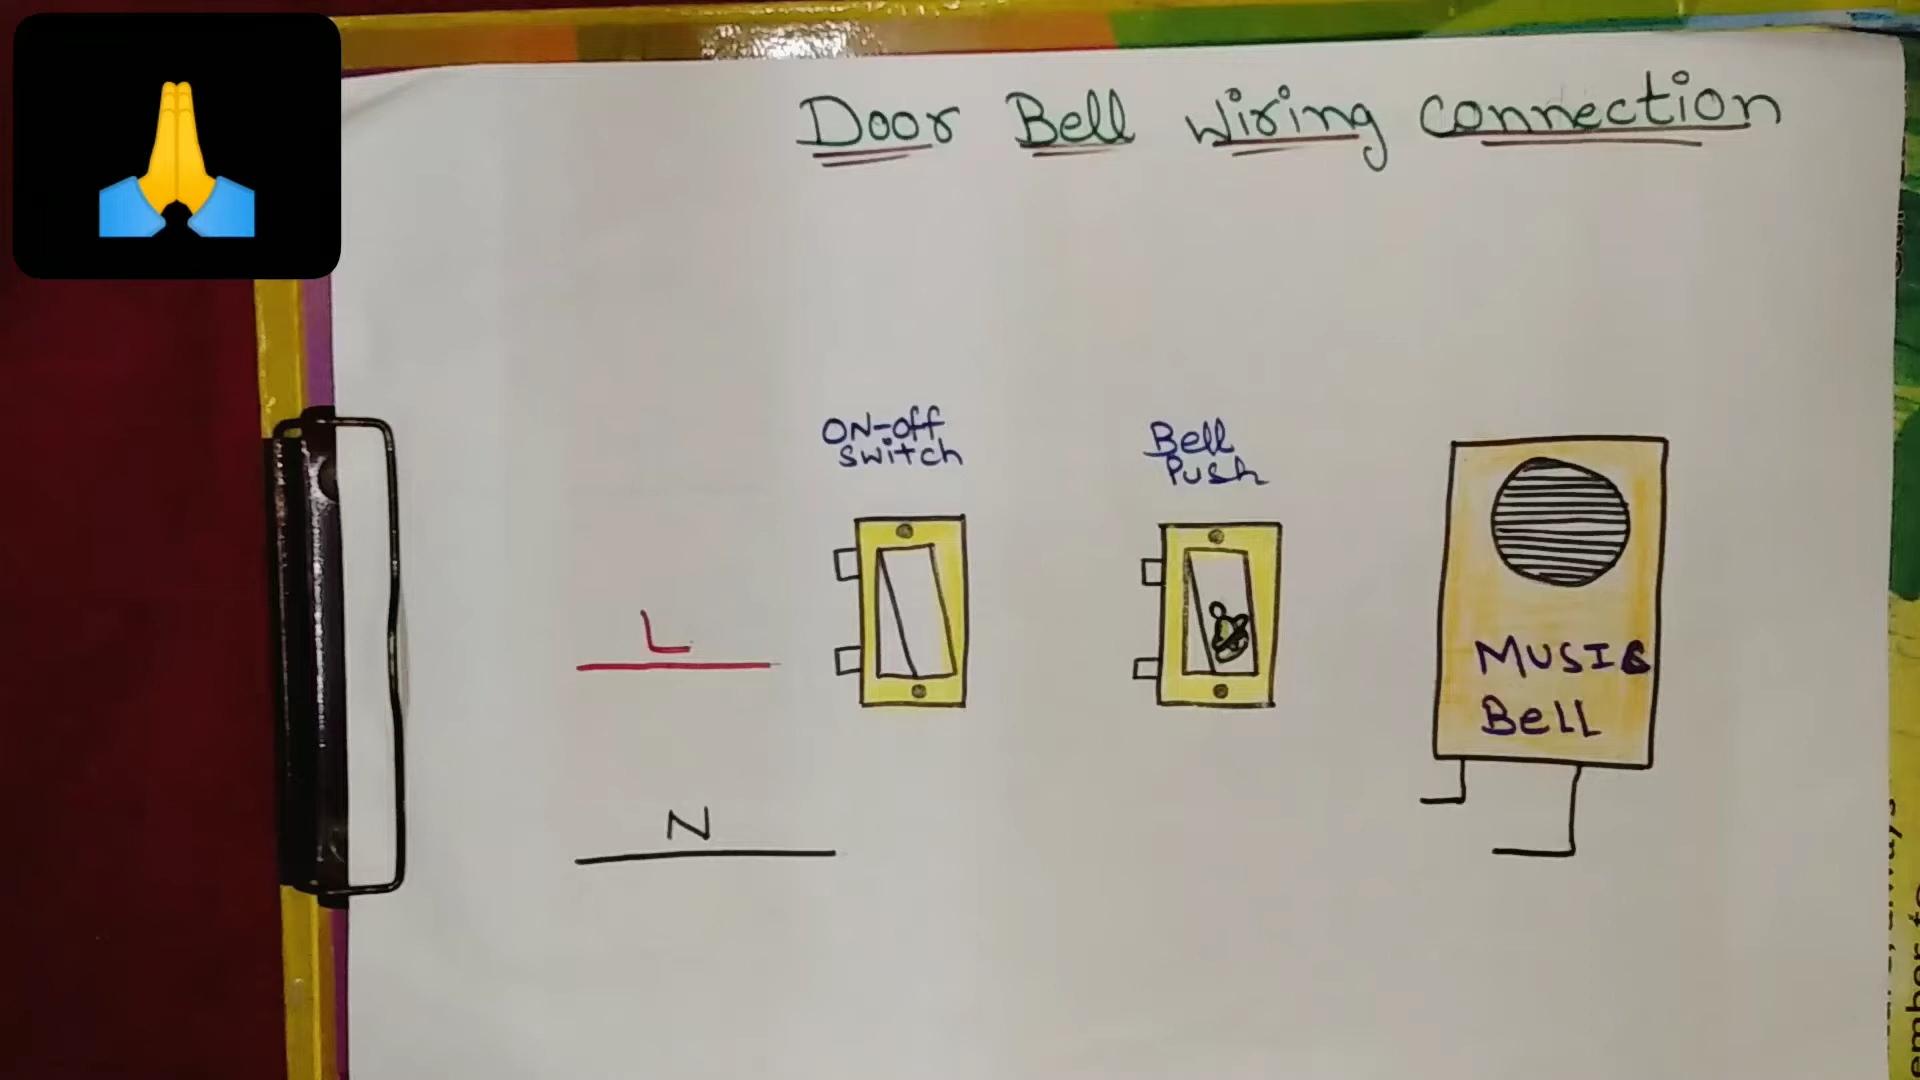 Door Bell Wiring Connection
ON-OFF
Switch
Bell
Push
L
N
MUSIC
BELL